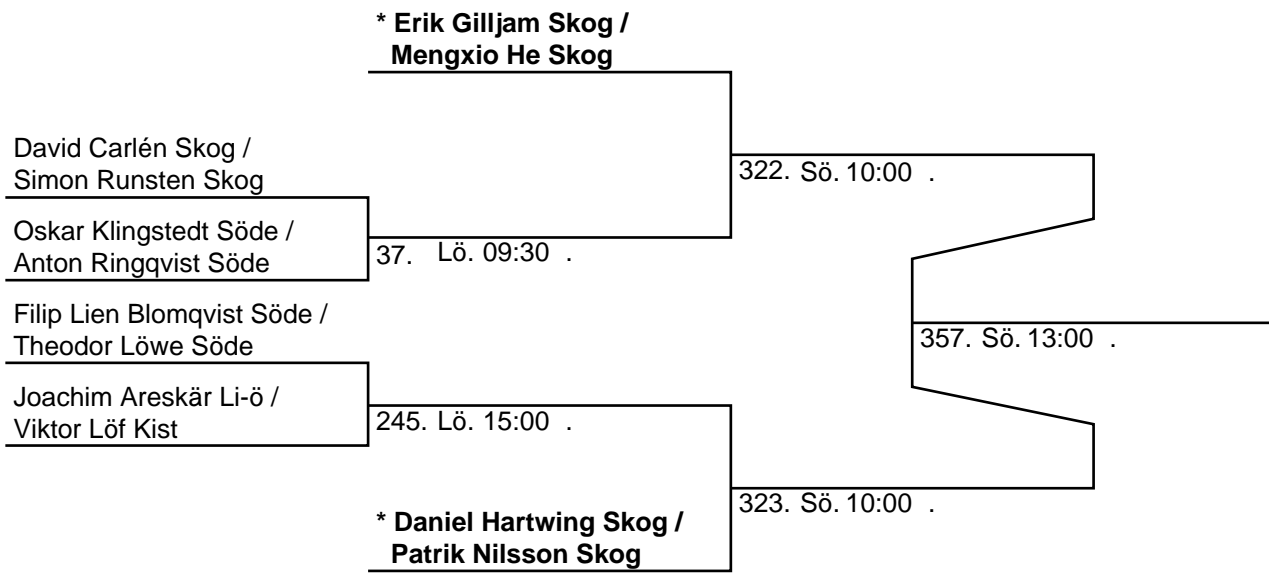 * Erik Gilljam Skog /
Mengxio He Skog
David Carlén Skog /
Simon Runsten Skog
322. Sö. 10:00 .
Oskar Klingstedt Söde /
Anton Ringqvist Söde
37. Lö. 09:30 .
Filip Lien Blomqvist Söde /
Theodor Löwe Söde
357. Sö. 13:00 .
Joachim Areskär Li-ö /
Viktor Löf Kist
245. Lö. 15:00 .
323. Sö. 10:00 .
* Daniel Hartwing Skog /
Patrik Nilsson Skog